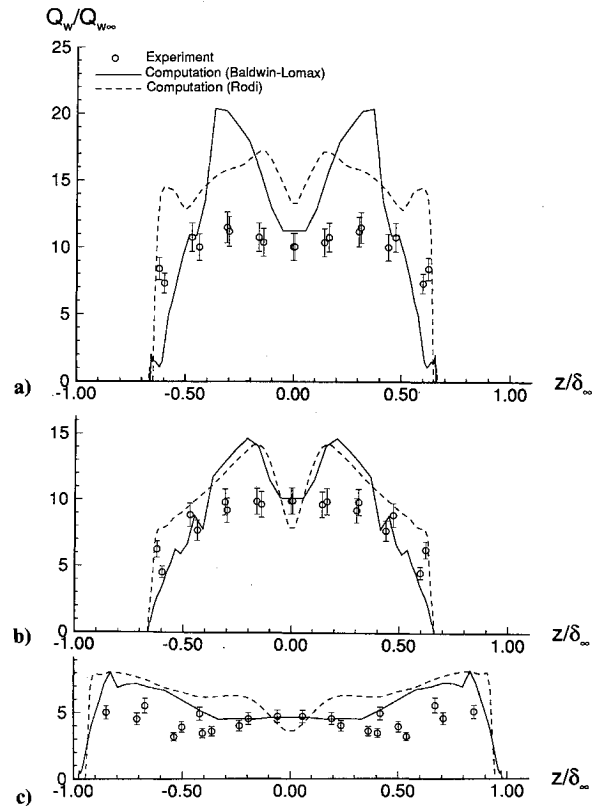 Q_w/Q_w∞
25
Experiment
Computation (Baldwin-Lomax)
Computation (Rodi)
20
15
10
5
0
a)
-1.00 -0.50 0.00 0.50 1.00 z/δ∞
15
10
5
0
b)
-1.00 -0.50 0.00 0.50 1.00 z/δ∞
5
0
c)
-1.00 -0.50 0.00 0.50 1.00 z/δ∞